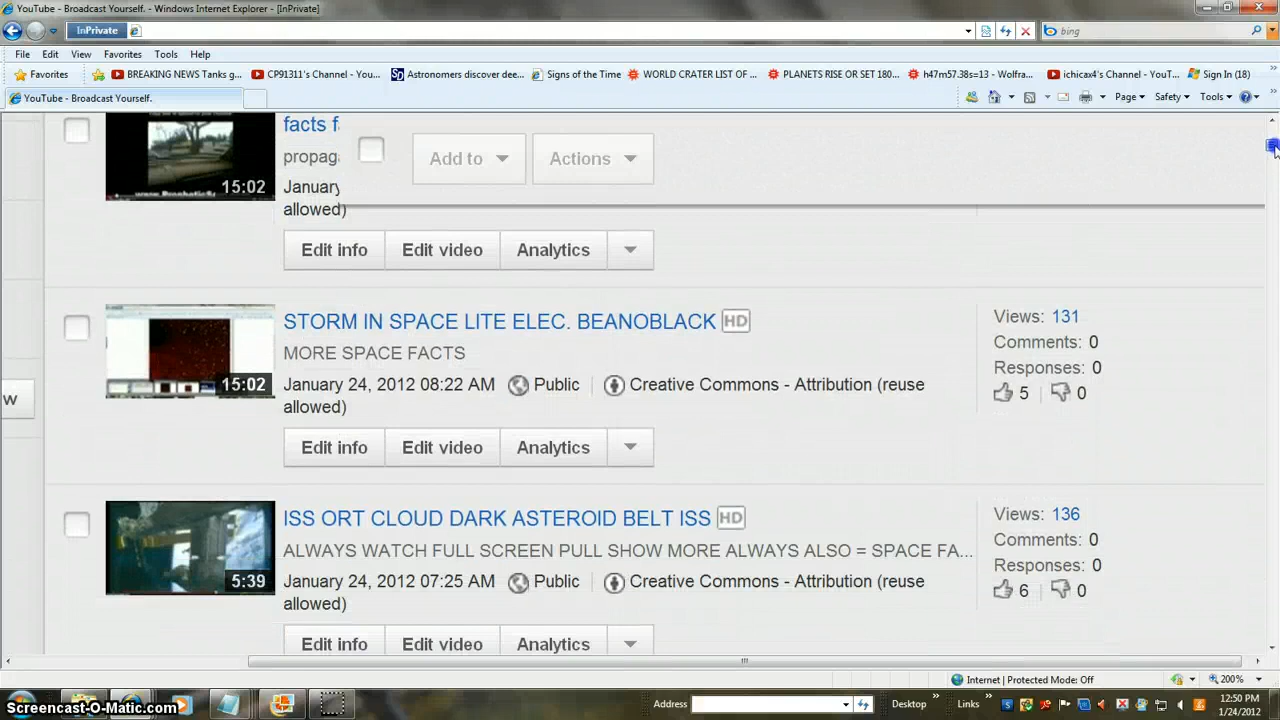 YouTube - Broadcast Yourself. - Windows Internet Explorer - [InPrivate]
InPrivate
bing
File Edit View Favorites Tools Help
Favorites BREAKING NEWS Tanks g... CP91311's Channel - You... Astronomers discover dee... Signs of the Time WORLD CRATER LIST OF ... PLANETS RISE OR SET 180... h47m57.38s=13 - Wolfra... ichicax4's Channel - YouT... Sign In (18)
YouTube - Broadcast Yourself.
Page Safety Tools
facts f
propag
15:02
January
allowed)
Add to
Actions
Edit info Edit video Analytics
STORM IN SPACE LITE ELEC. BEANOBLACK HD
MORE SPACE FACTS
15:02
January 24, 2012 08:22 AM Public Creative Commons - Attribution (reuse
allowed)
Views: 131
Comments: 0
Responses: 0
5 0
w
Edit info Edit video Analytics
ISS ORT CLOUD DARK ASTEROID BELT ISS HD
ALWAYS WATCH FULL SCREEN PULL SHOW MORE ALWAYS ALSO = SPACE FA...
5:39
January 24, 2012 07:25 AM Public Creative Commons - Attribution (reuse
allowed)
Views: 136
Comments: 0
Responses: 0
6 0
Edit info Edit video Analytics
Internet | Protected Mode: Off
200%
Screencast-O-Matic.com
Address
Desktop
Links
12:50 PM
1/24/2012